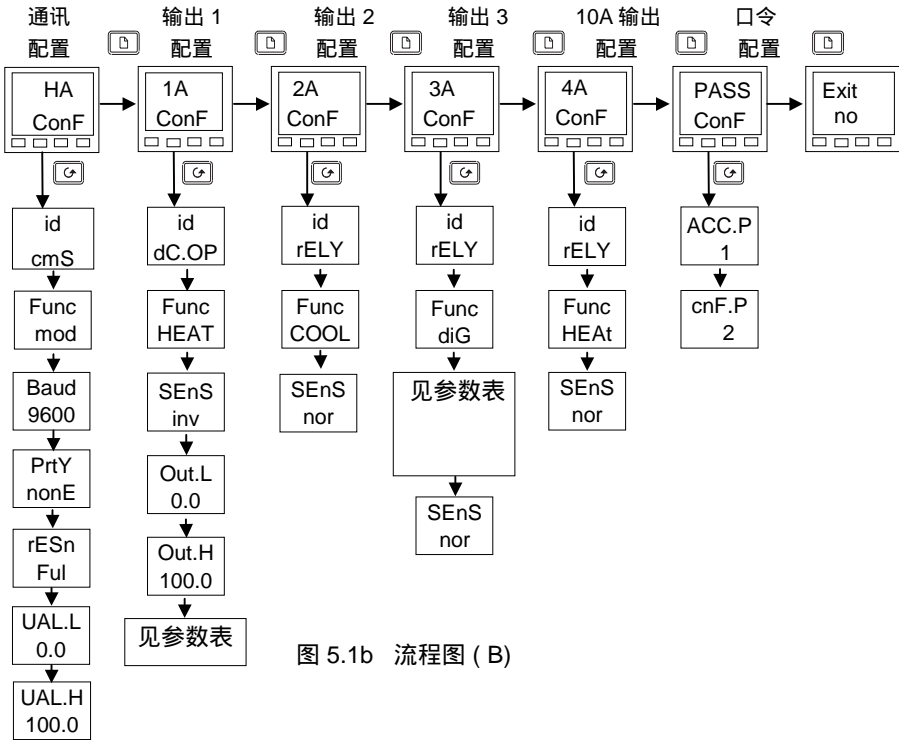 通讯
配置
输出 1
配置
输出 2
配置
输出 3
配置
10A 输出
配置
口令
配置
HA
ConF
1A
ConF
2A
ConF
3A
ConF
4A
ConF
PASS
ConF
Exit
no
id
cmS
Func
mod
Baud
9600
PrtY
nonE
rESn
Ful
UAL.L
0.0
UAL.H
100.0
id
dC.OP
Func
HEAT
SEnS
inv
Out.L
0.0
Out.H
100.0
见参数表
id
rELY
Func
COOL
SEnS
nor
id
rELY
Func
diG
见参数表
SEnS
nor
id
rELY
Func
HEAt
SEnS
nor
ACC.P
1
cnF.P
2
图 5.1b 流程图 ( B)